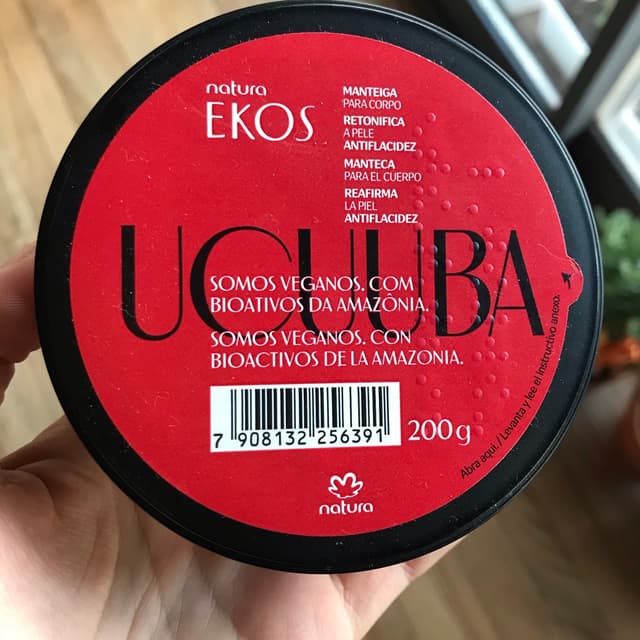 natura
EKOS
MANTEIGA
PARA CORPO
RETONIFICA
A PELE
ANTIFLACIDEZ
MANTECA
PARA EL CUERPO
REAFIRMA
LA PIEL
ANTIFLACIDEZ
UCUUBA
SOMOS VEGANOS. COM
BIOATIVOS DA AMAZÔNIA.
SOMOS VEGANOS. CON
BIOACTIVOS DE LA AMAZONIA.
7 908132 256391
200g
natura
Abra aqui. / Levanta y lee el instructivo anexo.